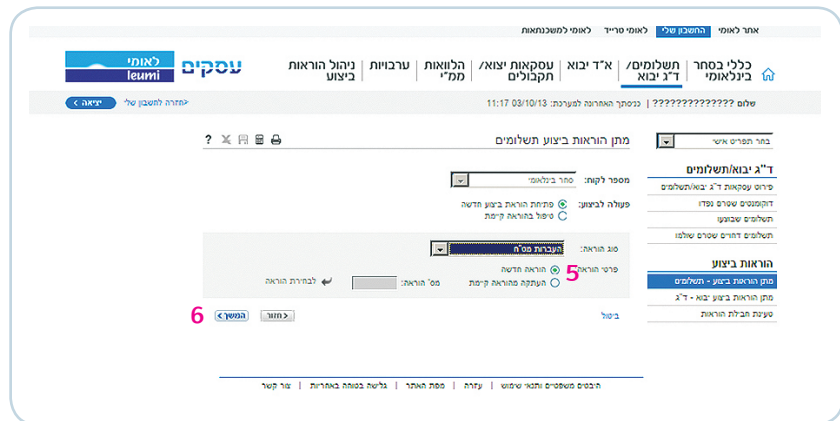 אתר לאומי החשבון שלי לאומי טרייד לאומי למשכנתאות
כללי בסחר בינלאומי | תשלומים/ ד"ג יבוא | א"ד יבוא | עסקאות יצוא/ תקבולים | הלוואות ממ"י | ערבויות | ניהול הוראות ביצוע
עסקים לאומי leumi
שלום ?????????????? | כניסתך האחרונה למערכת: 03/10/13 11:17
חזרה לחשבון שלי> יציאה >
בחר תפריט אישי
ד"ג יבוא/תשלומים
פירוט עסקאות ד"ג יבוא/תשלומים
דוקומנטים שטרם נפדו
תשלומים שבוצעו
תשלומים דחויים שטרם שולמו
הוראות ביצוע
מתן הוראות ביצוע - תשלומים
מתן הוראות ביצוע יבוא - ד"ג
טעינת חבילת הוראות
מתן הוראות ביצוע תשלומים ?
מספר לקוח: סחר בינלאומי
פעולה לביצוע: פתיחת הוראת ביצוע חדשה
טיפול בהוראה קיימת
סוג הוראה: העברות מט"ח
פרטי הוראה 5 הוראה חדשה
העתקה מהוראה קיימת מס' הוראה: לבחירת הוראה
ביטול < חזור המשך > 6
היבטים משפטיים ותנאי שימוש | עזרה | מפת האתר | גלישה בטוחה באחריות | צור קשר